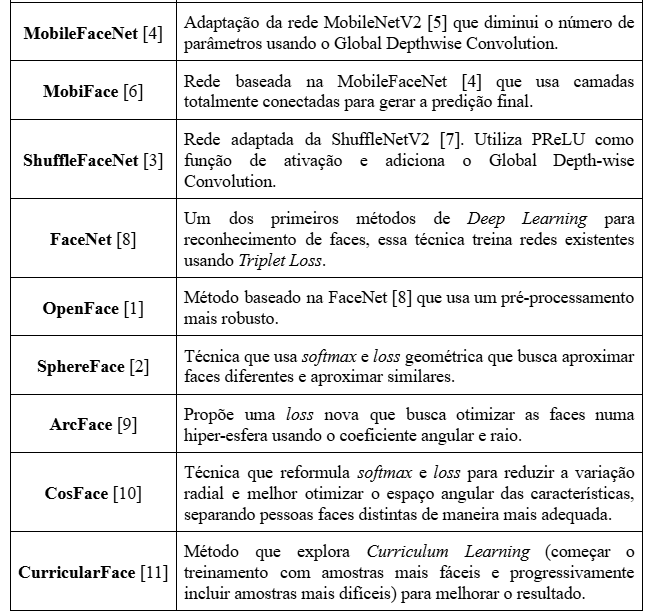 MobileFaceNet [4]
Adaptação da rede MobileNetV2 [5] que diminui o número de
parâmetros usando o Global Depthwise Convolution.
MobiFace [6]
Rede baseada na MobileFaceNet [4] que usa camadas
totalmente conectadas para gerar a predição final.
ShuffleFaceNet [3]
Rede adaptada da ShuffleNetV2 [7]. Utiliza PReLU como
função de ativação e adiciona o Global Depth-wise
Convolution.
FaceNet [8]
Um dos primeiros métodos de Deep Learning para
reconhecimento de faces, essa técnica treina redes existentes
usando Triplet Loss.
OpenFace [1]
Método baseado na FaceNet [8] que usa um pré-processamento
mais robusto.
SphereFace [2]
Técnica que usa softmax e loss geométrica que busca aproximar
faces diferentes e aproximar similares.
ArcFace [9]
Propõe uma loss nova que busca otimizar as faces numa
hiper-esfera usando o coeficiente angular e raio.
CosFace [10]
Técnica que reformula softmax e loss para reduzir a variação
radial e melhor otimizar o espaço angular das características,
separando pessoas faces distintas de maneira mais adequada.
CurricularFace [11]
Método que explora Curriculum Learning (começar o
treinamento com amostras mais fáceis e progressivamente
incluir amostras mais difíceis) para melhorar o resultado.